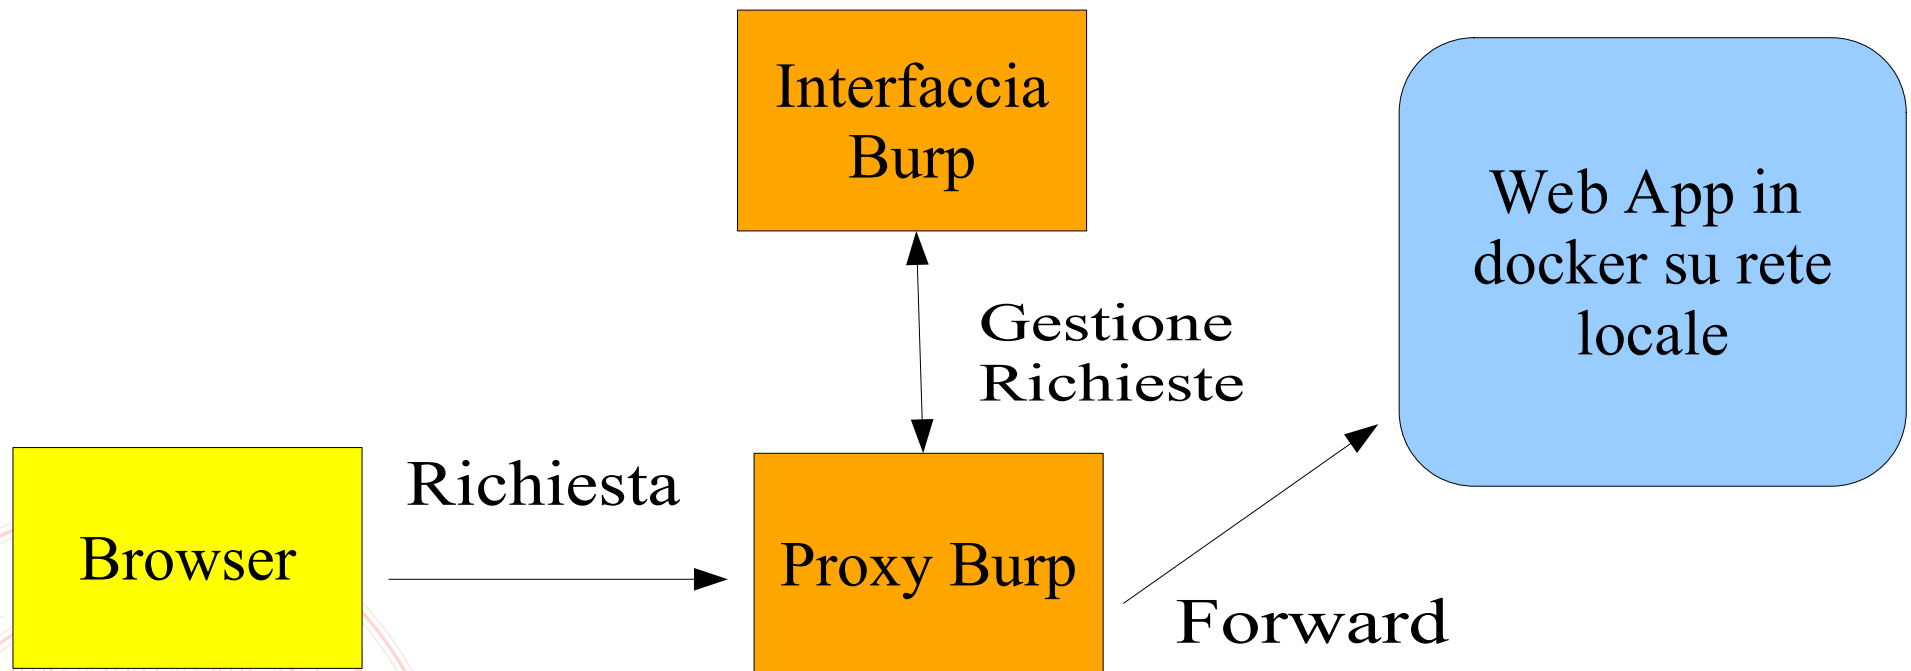 Interfaccia
Burp
Web App in
docker su rete
locale
Gestione
Richieste
Richiesta
Browser
Proxy Burp
Forward